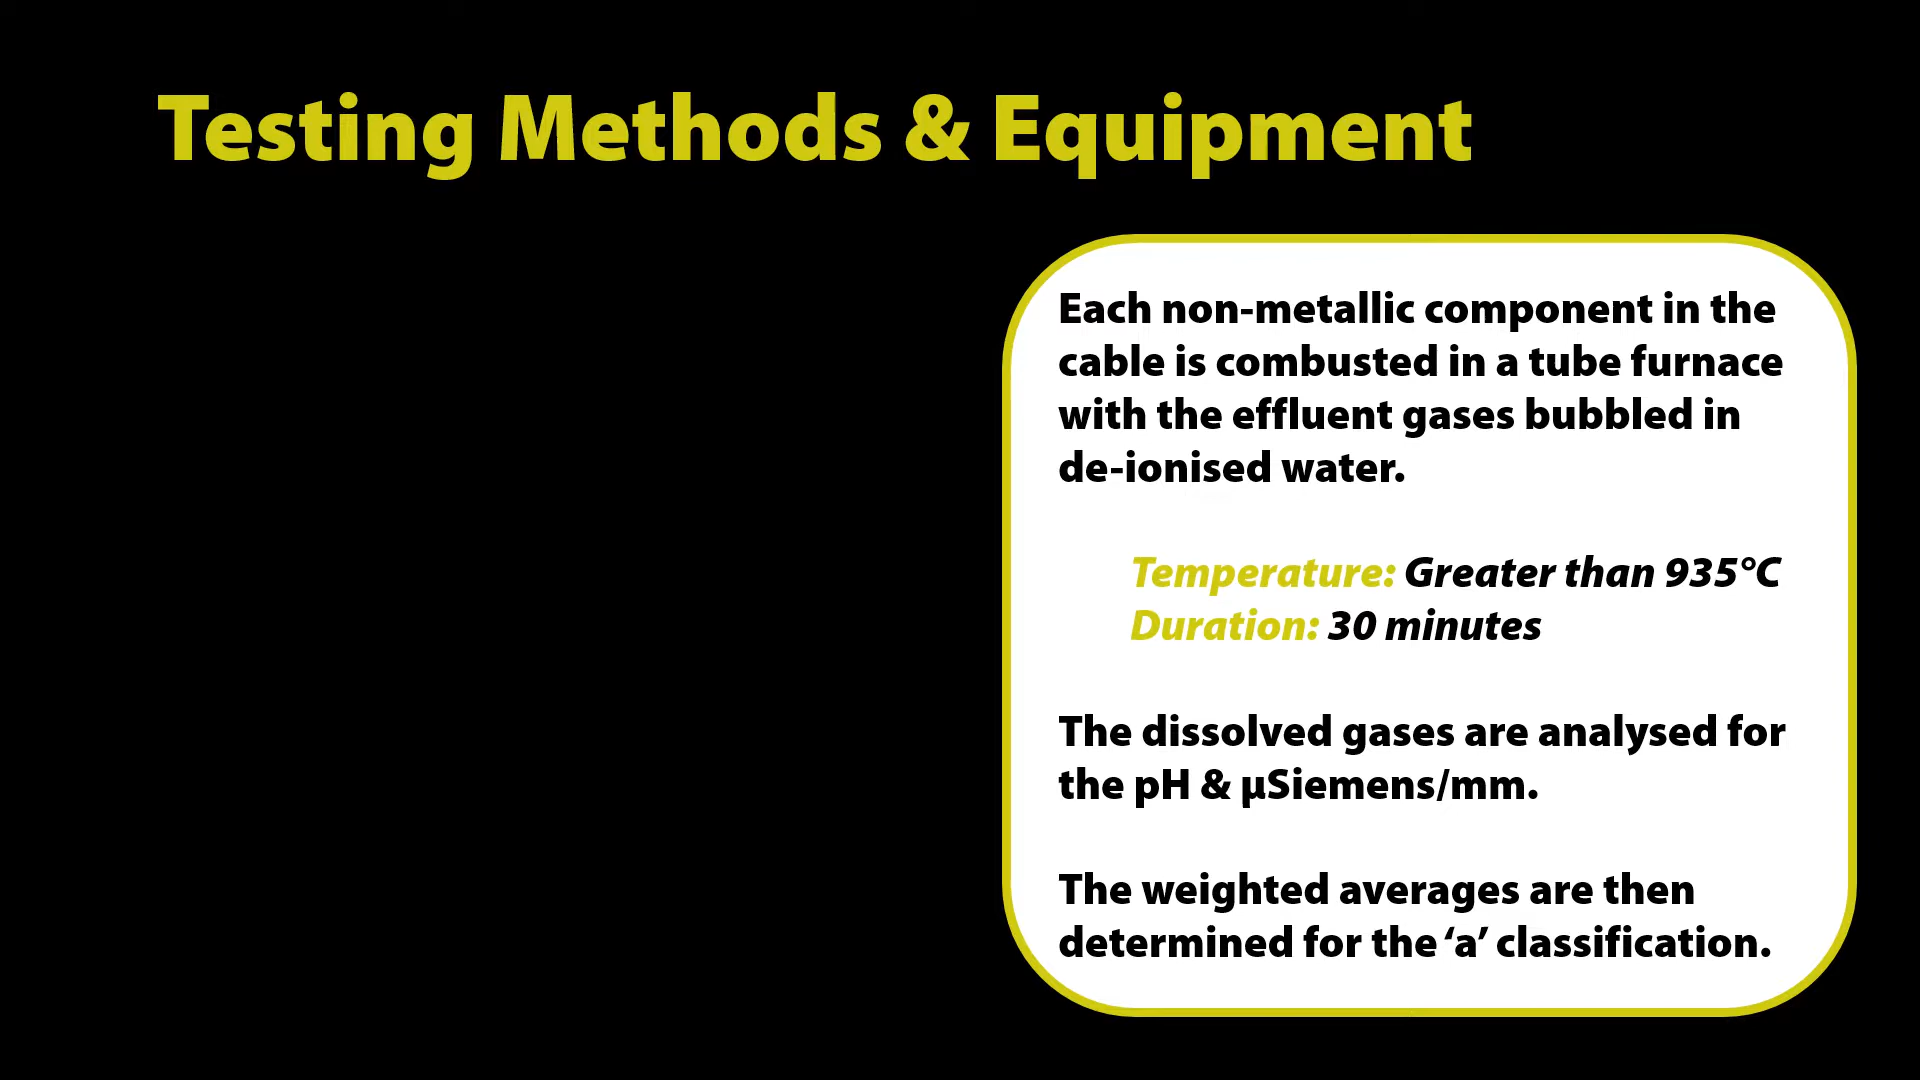 Testing Methods & Equipment
Each non-metallic component in the
cable is combusted in a tube furnace
with the effluent gases bubbled in
de-ionised water.
Temperature: Greater than 935°C
Duration: 30 minutes
The dissolved gases are analysed for
the pH & µSiemens/mm.
The weighted averages are then
determined for the ‘a’ classification.